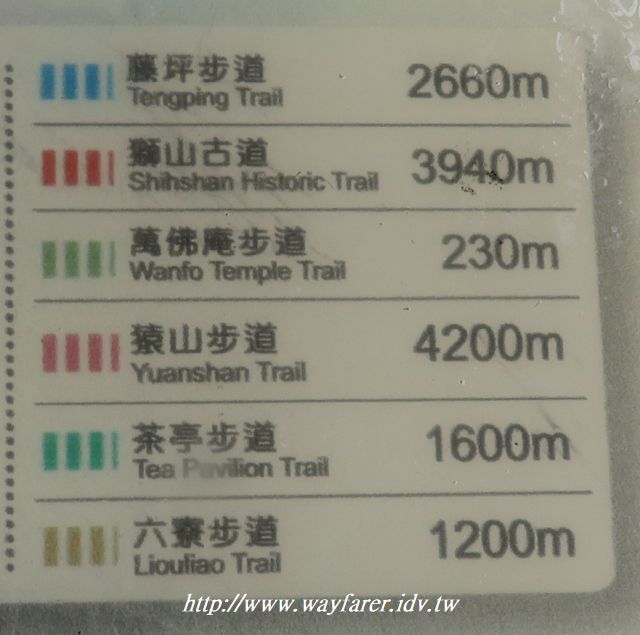 藤坪步道
Tengping Trail 2660m
獅山古道
Shihshan Historic Trail 3940m
萬佛庵步道
Wanfo Temple Trail 230m
猿山步道
Yuanshan Trail 4200m
茶亭步道
Tea Pavilion Trail 1600m
六寮步道
Liouliao Trail 1200m
http://www.wayfarer.idv.tw